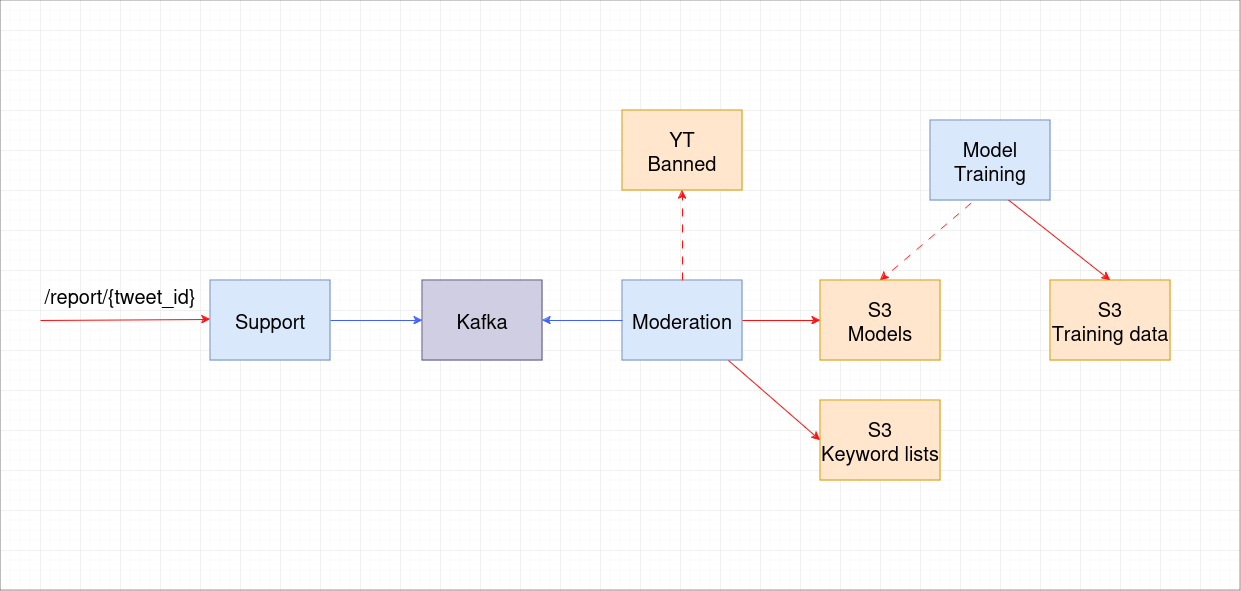 YT
Banned
Model
Training
/report/{tweet_id}
Support
Kafka
Moderation
S3
Models
S3
Training data
S3
Keyword lists